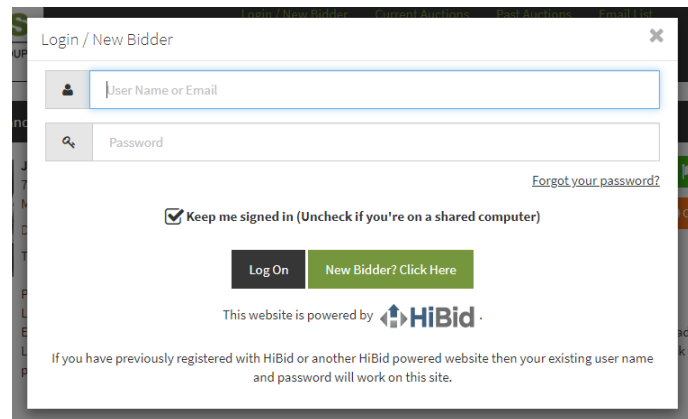 Login / New Bidder Current Auctions Past Auctions Email List
Login / New Bidder
User Name or Email
Password
Forgot your password?
Keep me signed in (Uncheck if you're on a shared computer)
Log On New Bidder? Click Here
This website is powered by HiBid .
If you have previously registered with HiBid or another HiBid powered website then your existing user name
and password will work on this site.